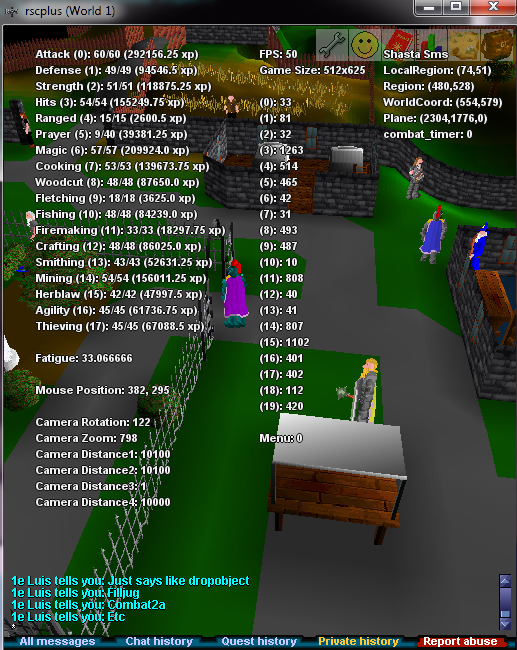 rscplus (World 1)
Attack (0): 60/60 (292156.25 xp)
Defense (1): 49/49 (94546.5 xp)
Strength (2): 51/51 (118875.25 xp)
Hits (3): 54/54 (155249.75 xp)
Ranged (4): 15/15 (2600.5 xp)
Prayer (5): 9/40 (39381.25 xp)
Magic (6): 57/57 (209924.0 xp)
Cooking (7): 53/53 (139673.75 xp)
Woodcut (8): 48/48 (87650.0 xp)
Fletching (9): 18/18 (3625.0 xp)
Fishing (10): 48/48 (84239.0 xp)
Firemaking (11): 33/33 (18297.75 xp)
Crafting (12): 48/48 (86025.0 xp)
Smithing (13): 43/43 (52631.25 xp)
Mining (14): 54/54 (156011.25 xp)
Herblaw (15): 42/42 (47997.5 xp)
Agility (16): 45/45 (61736.75 xp)
Thieving (17): 45/45 (67088.5 xp)
Fatigue: 33.066666
Mouse Position: 382, 295
Camera Rotation: 122
Camera Zoom: 798
Camera Distance1: 10100
Camera Distance2: 10100
Camera Distance3: 1
Camera Distance4: 10000
FPS: 50
Game Size: 512x625
(0): 33
(1): 81
(2): 32
(3): 1263
(4): 514
(5): 465
(6): 42
(7): 31
(8): 493
(9): 487
(10): 10
(11): 808
(12): 40
(13): 41
(14): 807
(15): 1102
(16): 401
(17): 402
(18): 112
(19): 420
Menu: 0
Shasta Sms
LocalRegion: (74,51)
Region: (480,528)
WorldCoord: (554,579)
Plane: (2304,1776,0)
combat_timer: 0
1e Luis tells you: Just says like dropobject
1e Luis tells you: Filljug
1e Luis tells you: Combat2a
1e Luis tells you: Etc
*
All messages
Chat history
Quest history
Private history
Report abuse